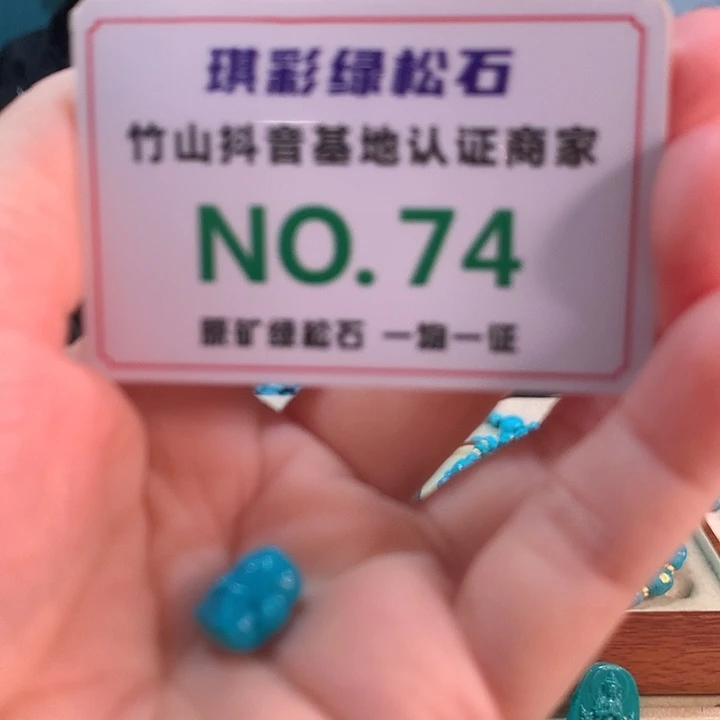 琪彩绿松石
竹山抖音基地认证商家
NO. 74
原矿绿松石 一物一证